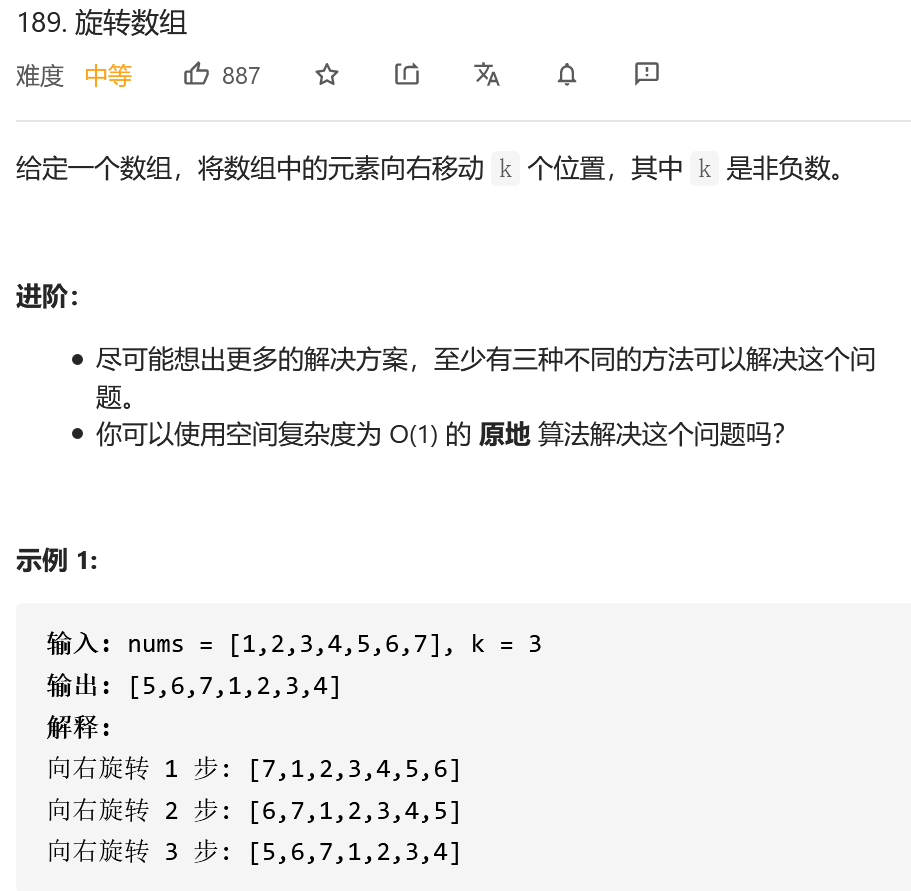 189. 旋转数组
难度 中等 887
给定一个数组，将数组中的元素向右移动 k 个位置，其中 k 是非负数。
进阶：
尽可能想出更多的解决方案，至少有三种不同的方法可以解决这个问
题。
你可以使用空间复杂度为 O(1) 的 原地 算法解决这个问题吗？
示例 1:
输入: nums = [1,2,3,4,5,6,7], k = 3
输出: [5,6,7,1,2,3,4]
解释:
向右旋转 1 步: [7,1,2,3,4,5,6]
向右旋转 2 步: [6,7,1,2,3,4,5]
向右旋转 3 步: [5,6,7,1,2,3,4]